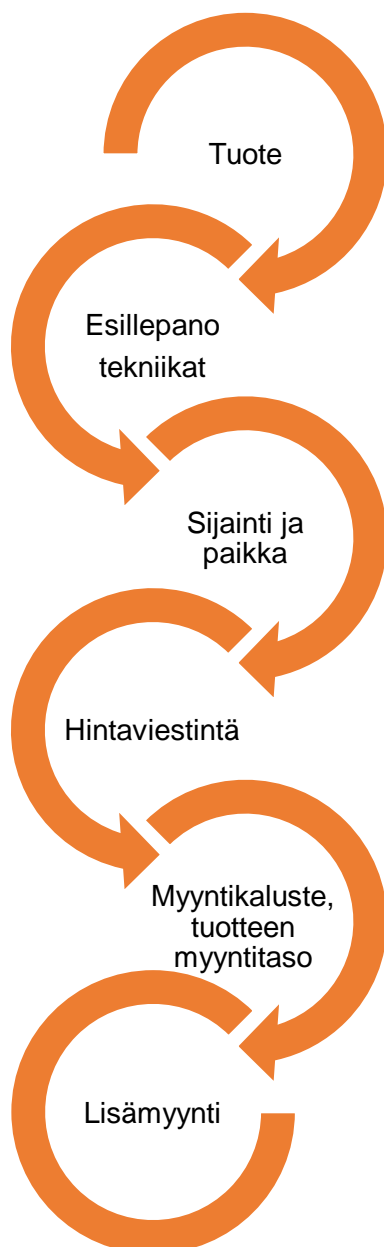 Tuote
Esillepano
tekniikat
Sijainti ja
paikka
Hintaviestintä
Myyntikaluste,
tuotteen
myyntitaso
Lisämyynti